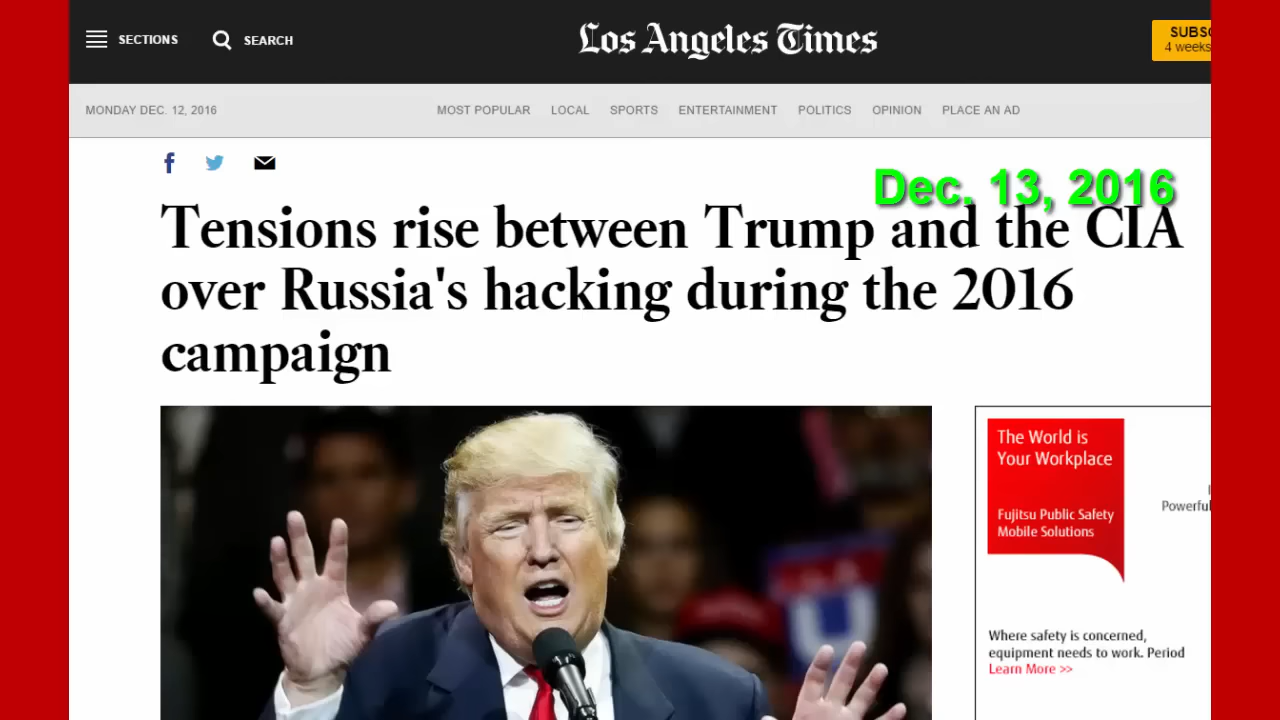 SECTIONS
SEARCH
Los Angeles Times
SUBSC
4 weeks
MONDAY DEC. 12, 2016
MOST POPULAR LOCAL SPORTS ENTERTAINMENT POLITICS OPINION PLACE AN AD
Dec. 13, 2016
Tensions rise between Trump and the CIA
over Russia's hacking during the 2016
campaign
The World is
Your Workplace
Fujitsu Public Safety
Mobile Solutions
Powerful
Where safety is concerned,
equipment needs to work. Period
Learn More >>